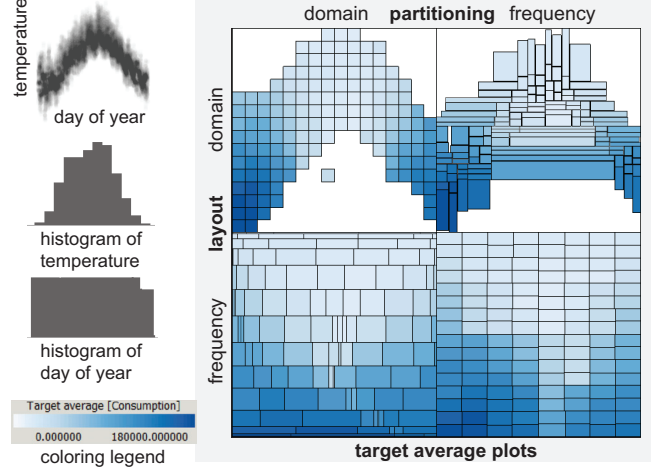 temperature
day of year
histogram of
temperature
histogram of
day of year
Target average [Consumption]
0.000000 180000.000000
coloring legend
domain partitioning frequency
domain
layout
frequency
target average plots